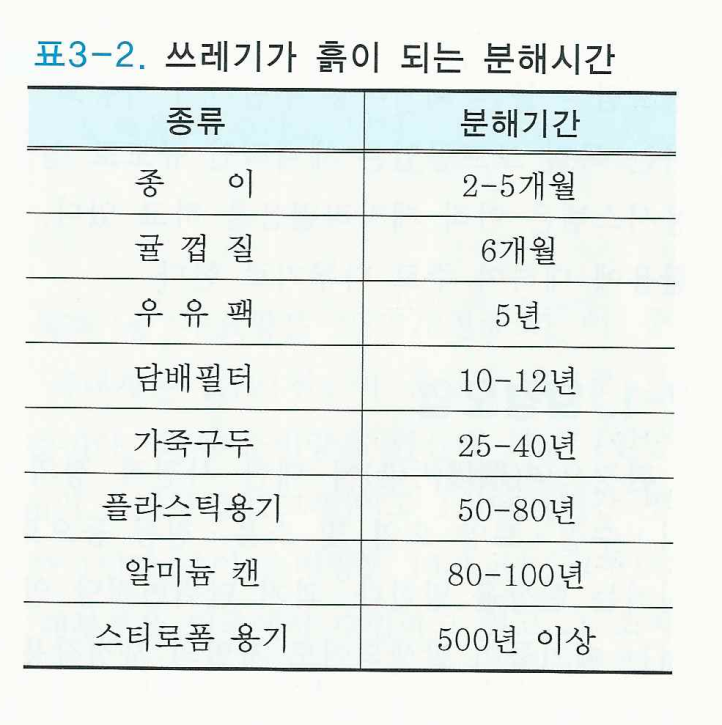 표3-2. 쓰레기가 흙이 되는 분해시간
종류 분해기간
종 이 2-5개월
귤 껍 질 6개월
우 유 팩 5년
담배필터 10-12년
가죽구두 25-40년
플라스틱용기 50-80년
알미늄 캔 80-100년
스티로폼 용기 500년 이상